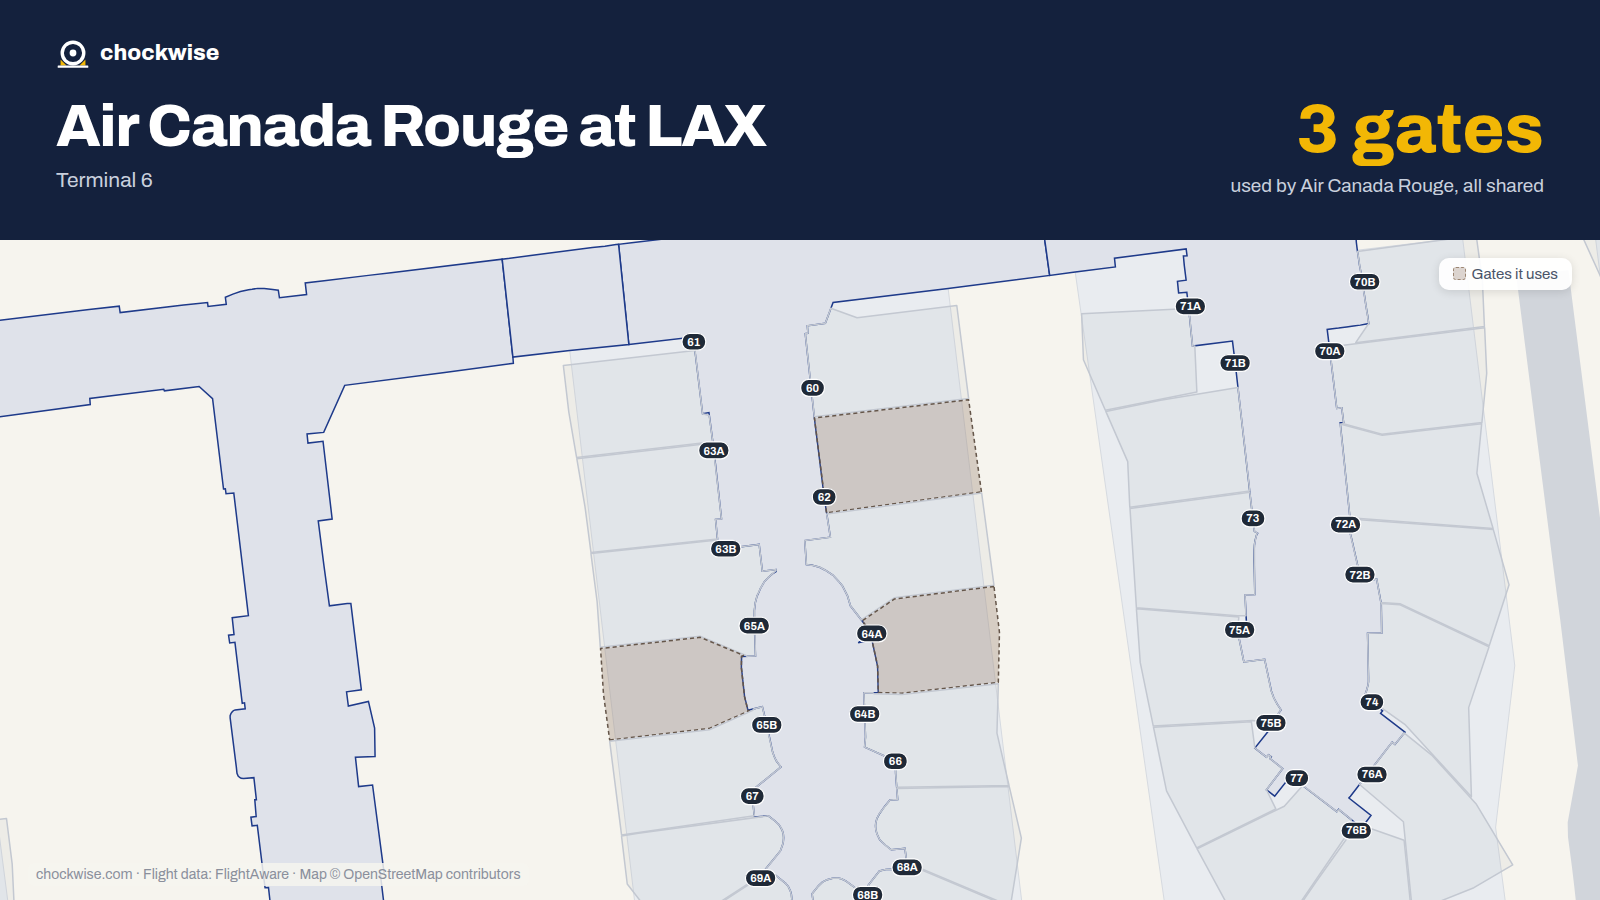 chockwise
Air Canada Rouge at LAX
Terminal 6
3 gates
used by Air Canada Rouge, all shared
Gates it uses
70B
71A
61
70A
71B
60
63A
62
73
72A
63B
72B
65A
75A
64A
74
64B
75B
65B
66
76A
77
67
76B
68A
69A
68B
chockwise.com · Flight data: FlightAware · Map © OpenStreetMap contributors